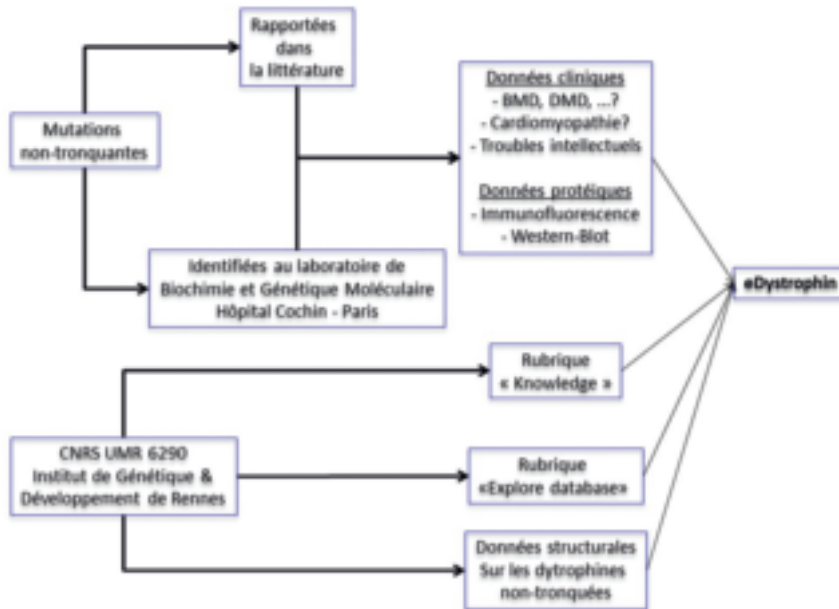 Rapportées
dans
la littérature
Mutations
non-tronquantes
Identifiées au laboratoire de
Biochimie et Génétique Moléculaire
Hôpital Cochin - Paris
Données cliniques
- BMD, DMD, ...?
- Cardiomyopathie?
- Troubles intellectuels
Données protéiques
- Immunofluorescence
- Western-Blot
eDystrophin
Rubrique
« Knowledge »
CNRS UMR 6290
Institut de Génétique &
Développement de Rennes
Rubrique
«Explore database»
Données structurales
Sur les dytrophines
non-tronquées